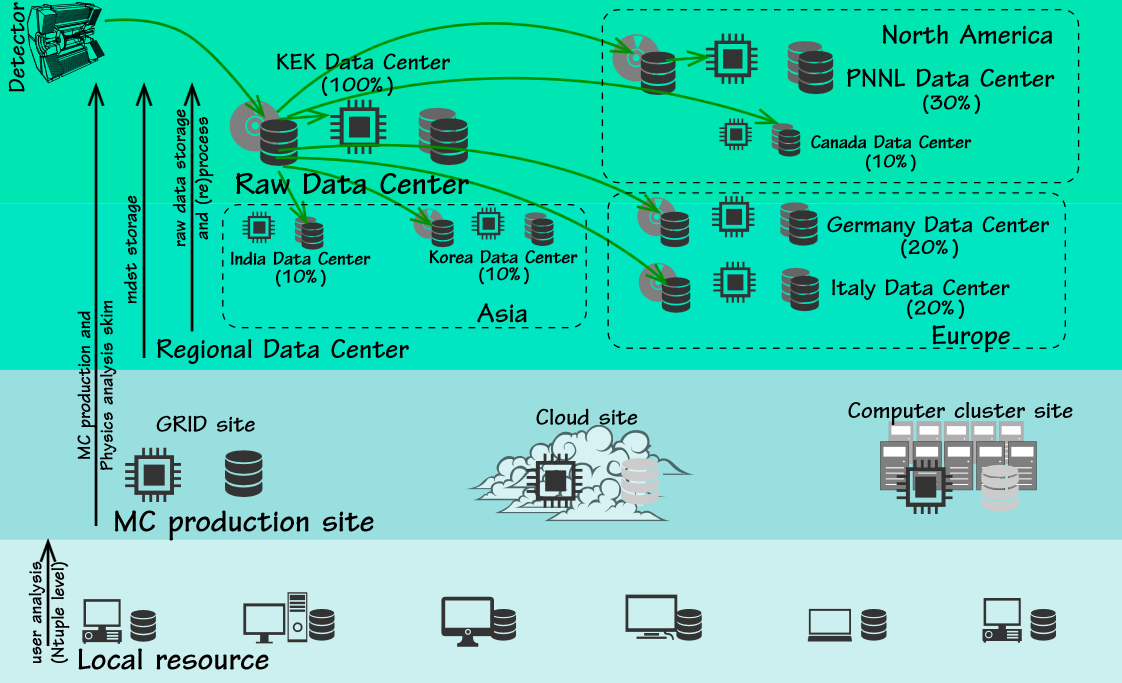 Detector
KEK Data Center
(100%)
Raw Data Center
North America
PNNL Data Center
(30%)
Canada Data Center
(10%)
India Data Center
(10%)
Korea Data Center
(10%)
Asia
Germany Data Center
(20%)
Italy Data Center
(20%)
Europe
raw data storage
and (re)process
mdst storage
Regional Data Center
MC production and
Physics analysis skim
GRID site
Cloud site
Computer cluster site
MC production site
user analysis
(Ntuple level)
Local resource